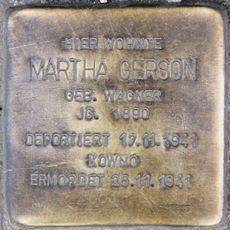 HIER WOHNTE
MARTHA GERSON
GEB. WAGNER
JG. 1890
DEPORTIERT 17.11.1941
KOWNO
ERMORDET 25.11.1941